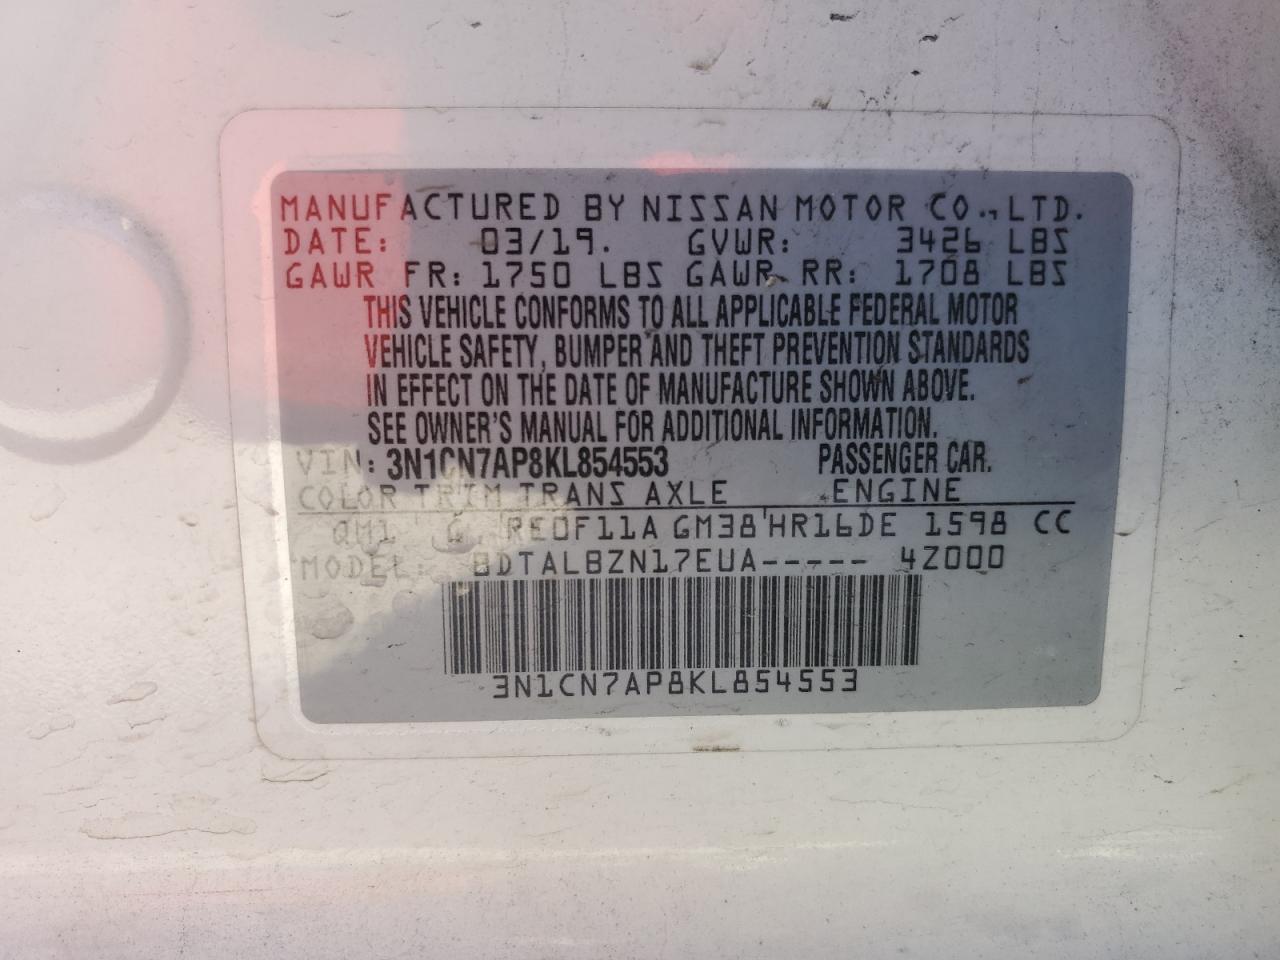 MANUFACTURED BY NISSAN MOTOR CO., LTD.
DATE: 03/19. GVWR: 3426 LBS
GAWR FR: 1750 LBS GAWR RR: 1708 LBS
THIS VEHICLE CONFORMS TO ALL APPLICABLE FEDERAL MOTOR
VEHICLE SAFETY, BUMPER AND THEFT PREVENTION STANDARDS
IN EFFECT ON THE DATE OF MANUFACTURE SHOWN ABOVE.
SEE OWNER'S MANUAL FOR ADDITIONAL INFORMATION.
VIN: 3N1CN7AP8KL854553 PASSENGER CAR.
COLOR TRIM TRANS AXLE ENGINE
QM1 G RE0F11A GM38 HR16DE 1598 CC
MODEL: BDTALBZN17EUA----- 4Z000
3N1CN7AP8KL854553